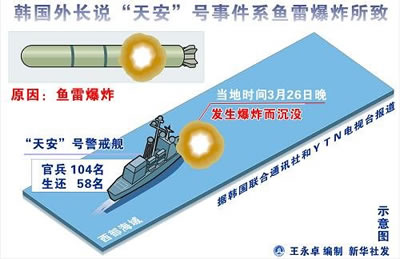 韩国外长说“天安”号事件系鱼雷爆炸所致
原因：鱼雷爆炸
当地时间3月26日晚
发生爆炸而沉没
“天安”号警戒舰
官兵 104名
生还 58名
西部海域
据韩国联合通讯社和YTN电视台报道
示意图
王永卓 编制 新华社发